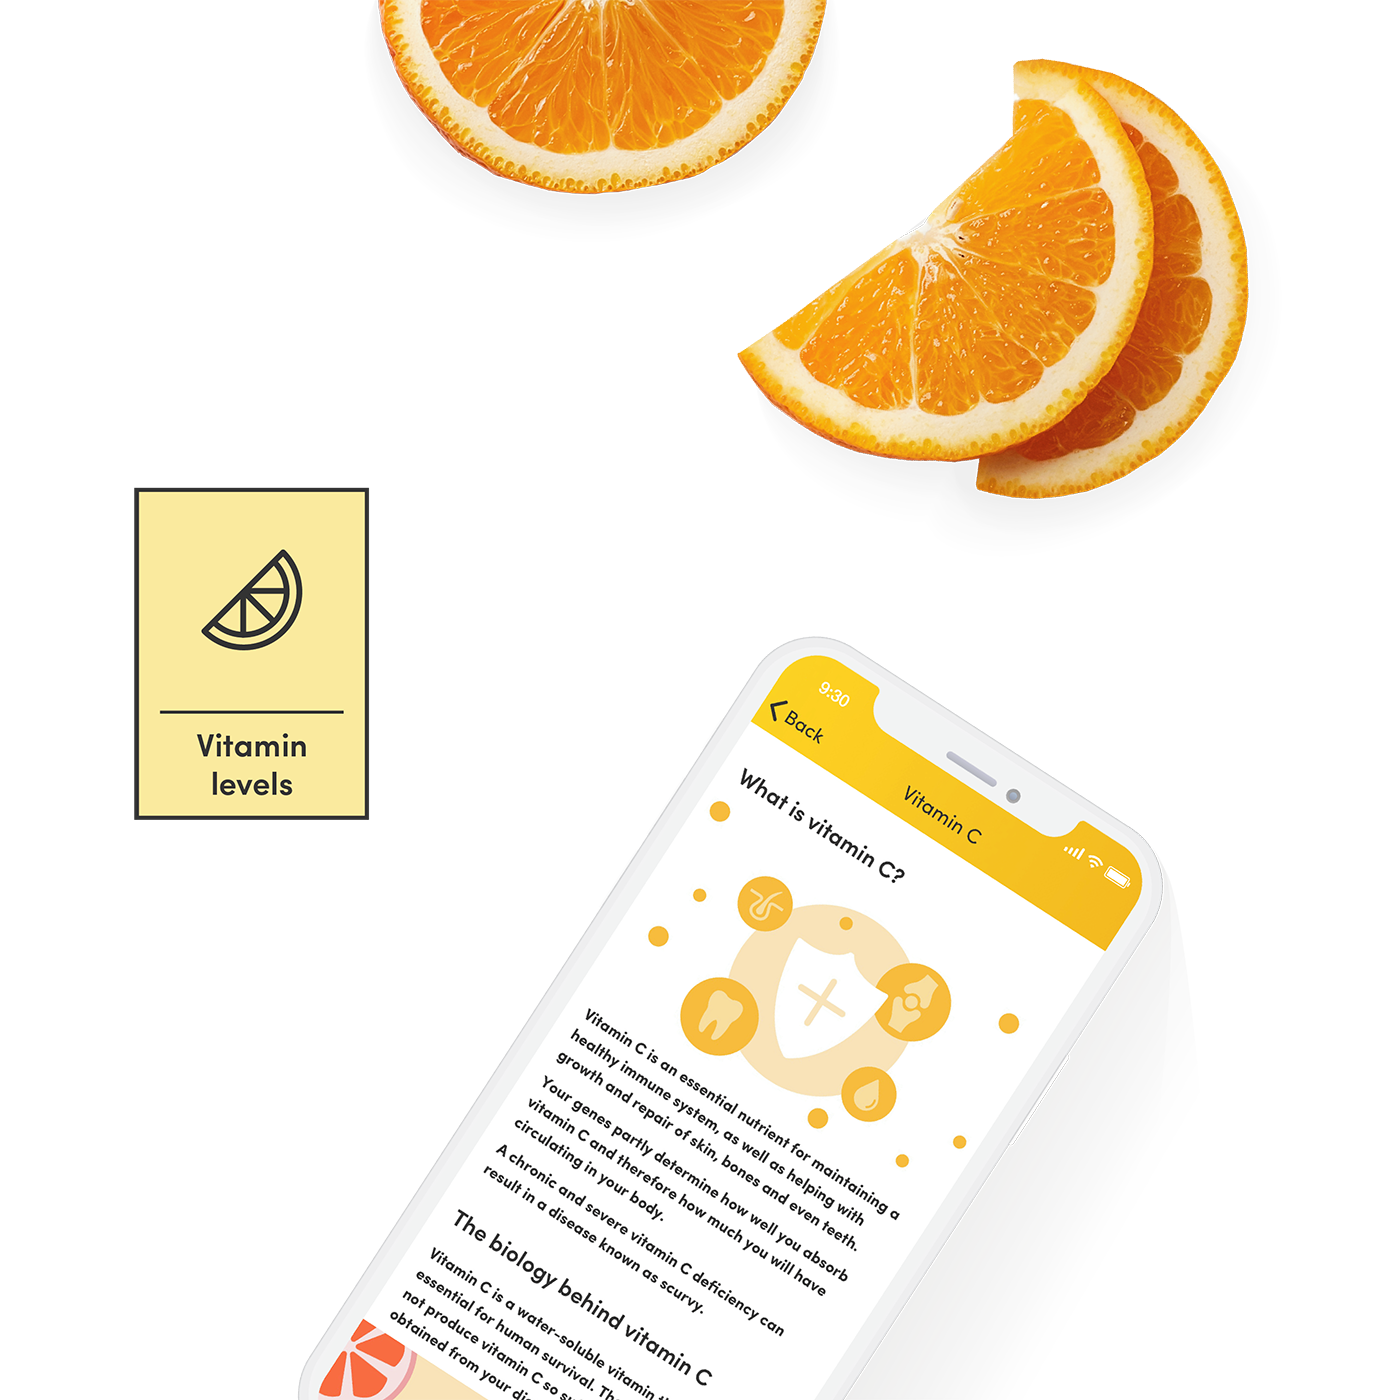 Vitamin
levels
9:30
Back
Vitamin C
What is vitamin C?
Vitamin C is an essential nutrient for maintaining a
healthy immune system, as well as helping with
growth and repair of skin, bones and even teeth.
Your genes partly determine how well you absorb
vitamin C and therefore how much you will have
circulating in your body.
A chronic and severe vitamin C deficiency can
result in a disease known as scurvy.
The biology behind vitamin C
Vitamin C is a water-soluble vitamin
essential for human survival.
not produce vitamin C so
obtained from your